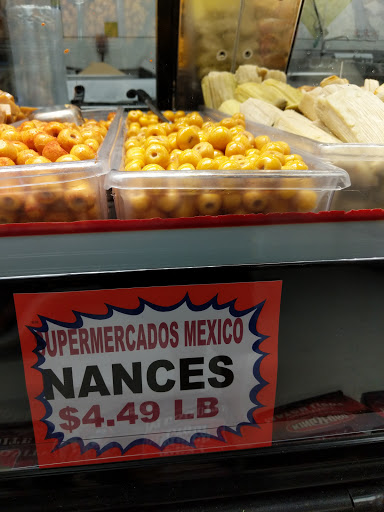 UPERMERCADOS MEXICO
NANCES
$4.49 LB